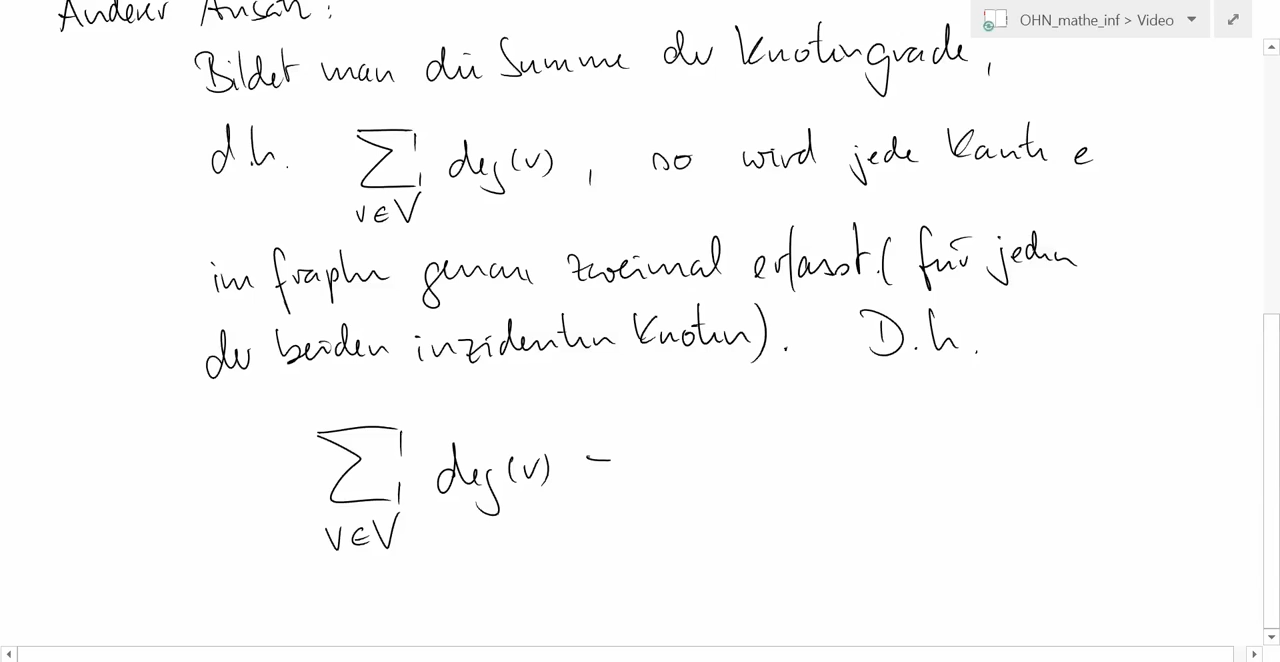 OHN_mathe_inf > Video
Anderer Ansatz:
Bildet man die Summe der Knotengrade,
d.h. ∑ deg(v), so wird jede Kante e
v∈V
im Graphen genau zweimal erfasst (für jeden
der beiden inzidenten Knoten). D.h.
∑ deg(v) -
v∈V